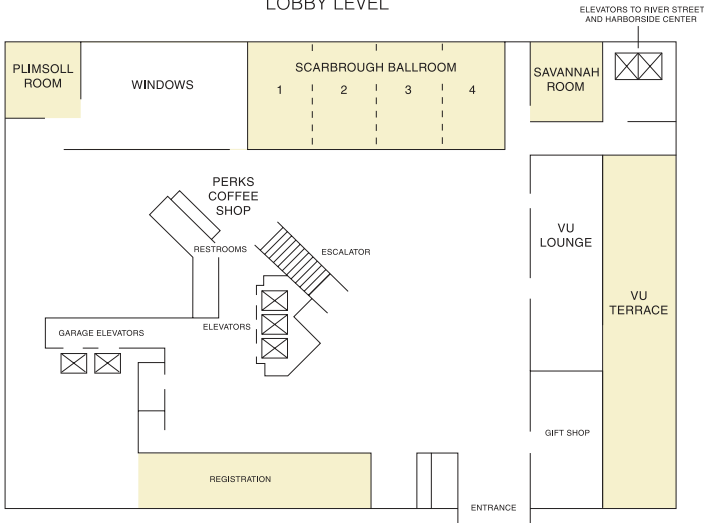 LOBBY LEVEL
ELEVATORS TO RIVER STREET
AND HARBORSIDE CENTER
PLIMSOLL
ROOM
WINDOWS
SCARBROUGH BALLROOM
1 2 3 4
SAVANNAH
ROOM
PERKS
COFFEE
SHOP
RESTROOMS
ESCALATOR
VU
LOUNGE
VU
TERRACE
GARAGE ELEVATORS
ELEVATORS
GIFT SHOP
REGISTRATION
ENTRANCE